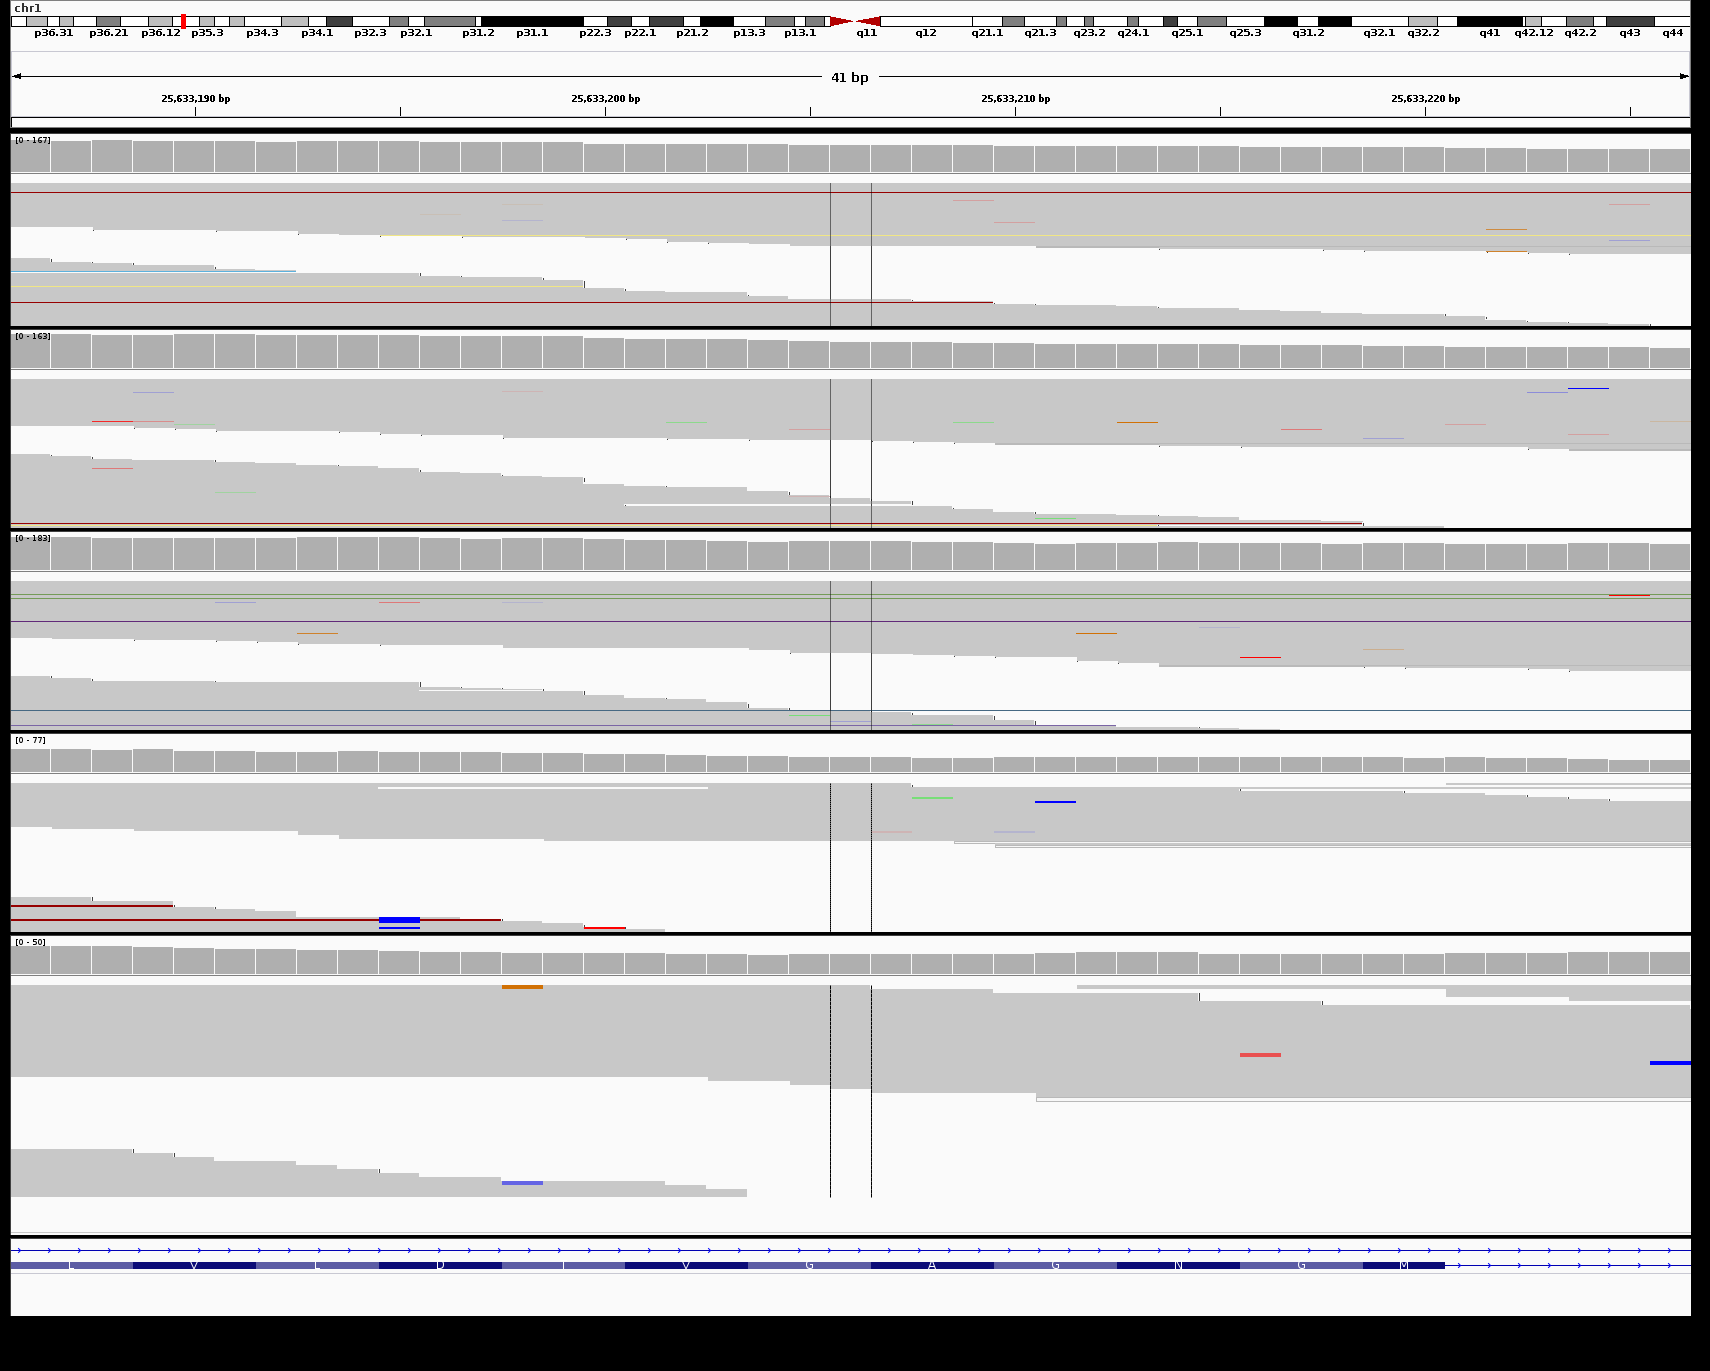 chr1
p36.31 p36.21 p36.12 p35.3 p34.3 p34.1 p32.3 p32.1 p31.2 p31.1 p22.3 p22.1 p21.2 p13.3 p13.1 q11 q12 q21.1 q21.3 q23.2 q24.1 q25.1 q25.3 q31.2 q32.1 q32.2 q41 q42.12 q42.2 q43 q44
41 bp
25,633,190 bp 25,633,200 bp 25,633,210 bp 25,633,220 bp
[0 - 167]
[0 - 163]
[0 - 183]
[0 - 77]
[0 - 50]
L V L D I V G A G N G M